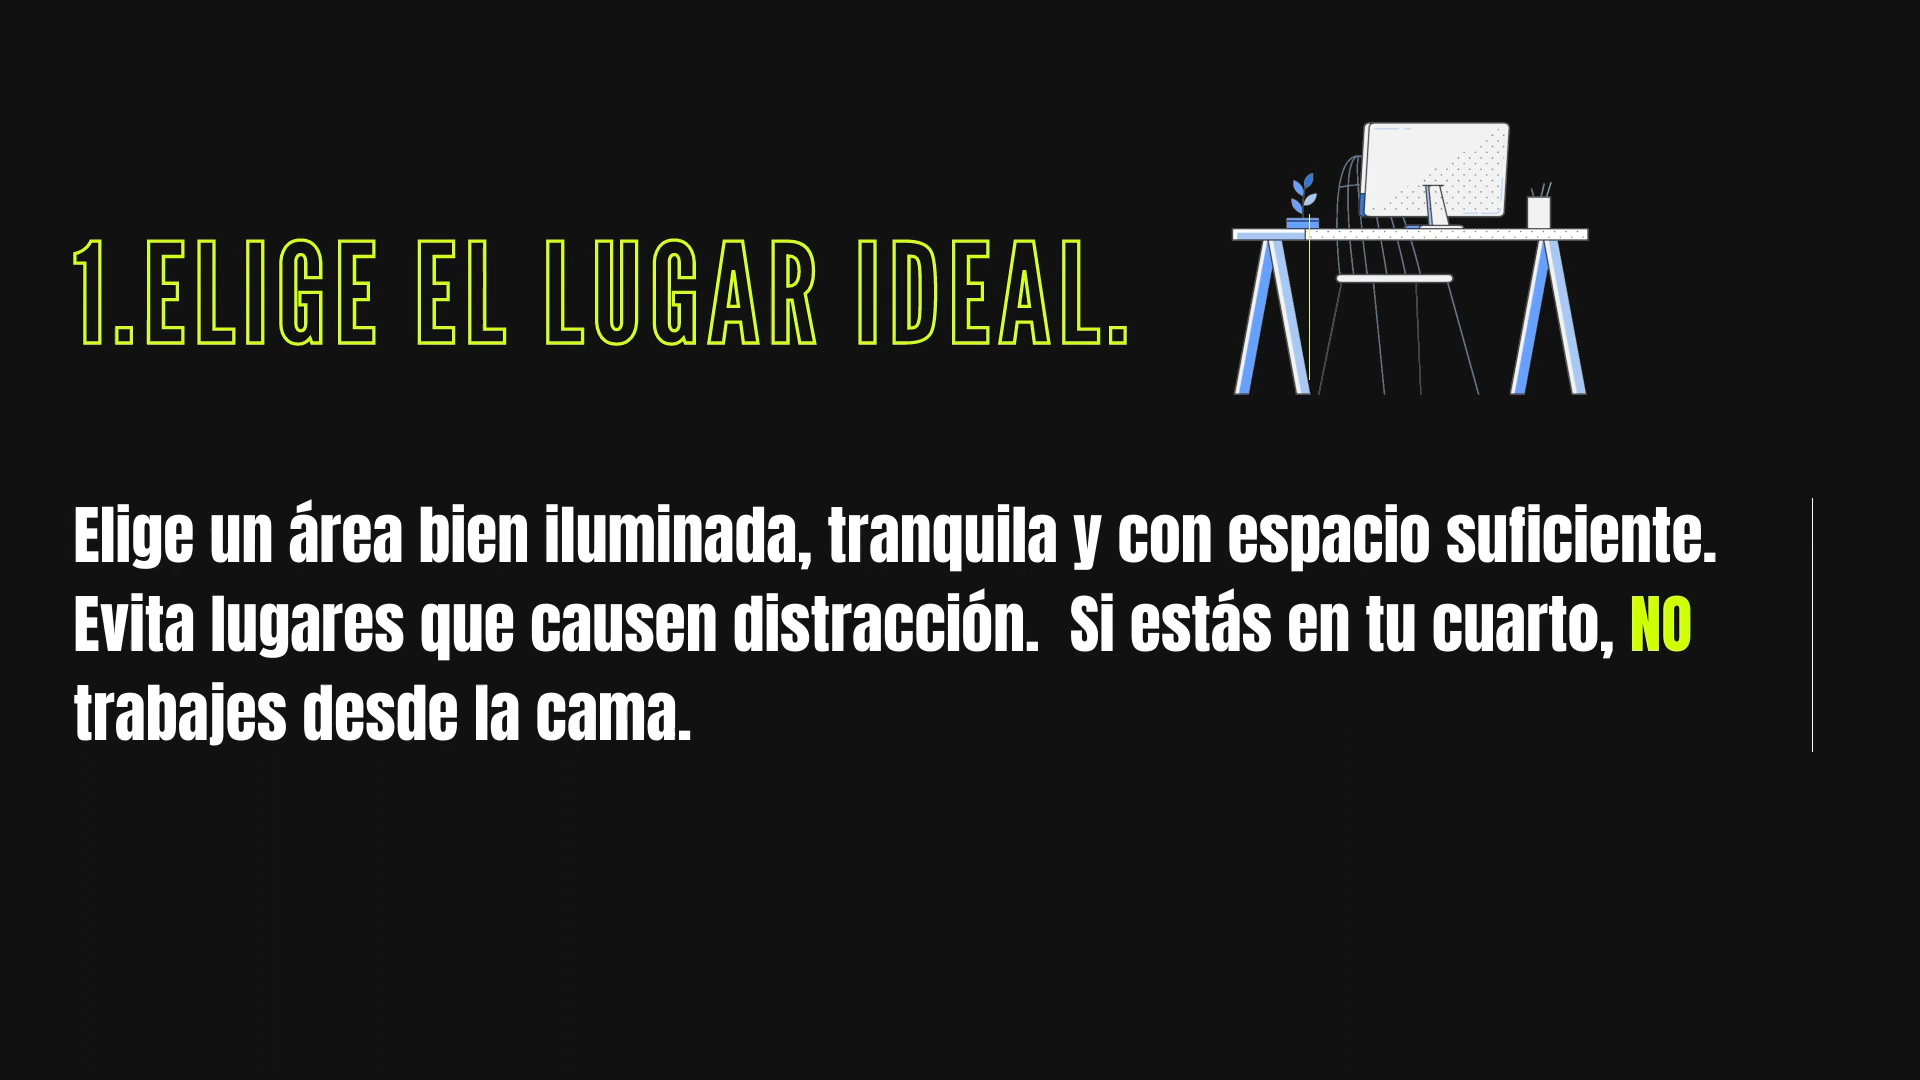 1.ELIGE EL LUGAR IDEAL.
Elige un área bien iluminada, tranquila y con espacio suficiente.
Evita lugares que causen distracción.  Si estás en tu cuarto, NO
trabajes desde la cama.